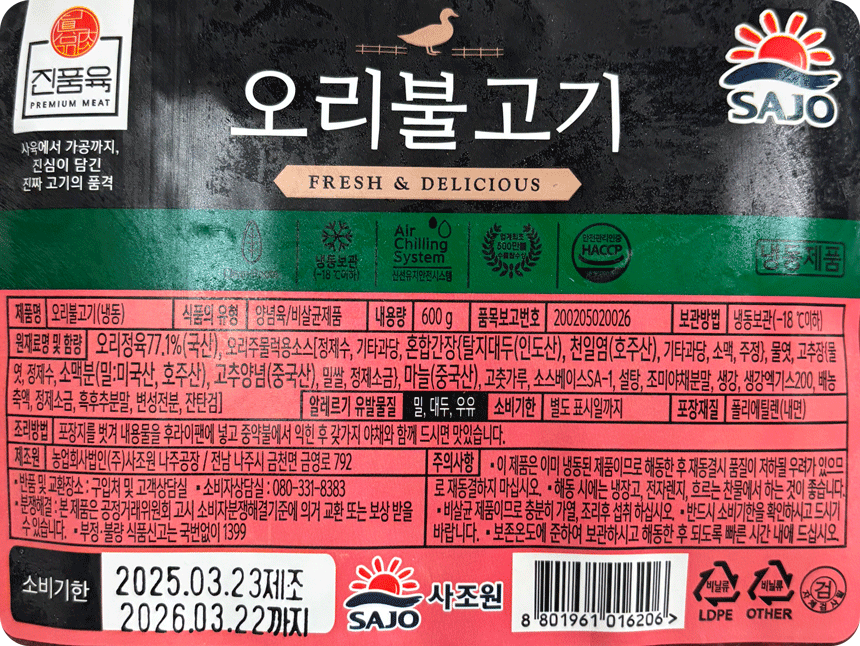 진품육
PREMIUM MEAT
사육에서 가공까지,
진심이 담긴
진짜 고기의 품격
오리불고기
FRESH & DELICIOUS
SAJO
냉동보관
(-18℃이하)
Air
Chilling
System
신선유지안전시스템
업계최초
600만불
수출탑수상
안전관리인증
HACCP
냉동제품
제품명 오리불고기(냉동) 식품의 유형 양념육/비살균제품 내용량 600 g 품목보고번호 200205020026 보관방법 냉동보관(-18 ℃이하)
원재료명 및 함량 오리정육77.1%(국산), 오리주물럭용소스[정제수, 기타과당, 혼합간장(탈지대두(인도산), 천일염(호주산), 기타과당, 소맥, 주정), 물엿, 고추장(물
엿, 정제수, 소맥분(밀:미국산, 호주산), 고추양념(중국산), 밀쌀, 정제소금), 마늘(중국산), 고춧가루, 소스베이스SA-1, 설탕, 조미야채분말, 생강, 생강엑기스200, 배농
축액, 정제소금, 흑후추분말, 변성전분, 잔탄검] 알레르기 유발물질 밀, 대두, 우유 소비기한 별도 표시일까지 포장재질 폴리에틸렌(내면)
조리방법 포장지를 벗겨 내용물을 후라이팬에 넣고 중약불에서 익힌 후 갖가지 야채와 함께 드시면 맛있습니다.
제조원 농업회사법인(주)사조원 나주공장 / 전남 나주시 금천면 금영로 792
• 반품 및 교환장소 : 구입처 및 고객상담실 • 소비자상담실 : 080-331-8383
• 분쟁해결 : 본 제품은 공정거래위원회 고시 소비자분쟁해결기준에 의거 교환 또는 보상 받을
수 있습니다. • 부정·불량 식품신고는 국번없이 1399
주의사항 • 이 제품은 이미 냉동된 제품이므로 해동한 후 재동결시 품질이 저하될 우려가 있으므
로 재동결하지 마십시오. • 해동 시에는 냉장고, 전자렌지, 흐르는 찬물에서 하는 것이 좋습니다.
• 비살균 제품이므로 충분히 가열, 조리후 섭취 하십시오. • 반드시 소비기한을 확인하시고 드시기
바랍니다. • 보존온도에 준하여 보관하시고 해동한 후 되도록 빠른 시간 내에 드십시오.
소비기한
2025.03.23제조
2026.03.22까지
SAJO
사조원
8 801961 016206 >
비닐류
LDPE
비닐류
OTHER
검